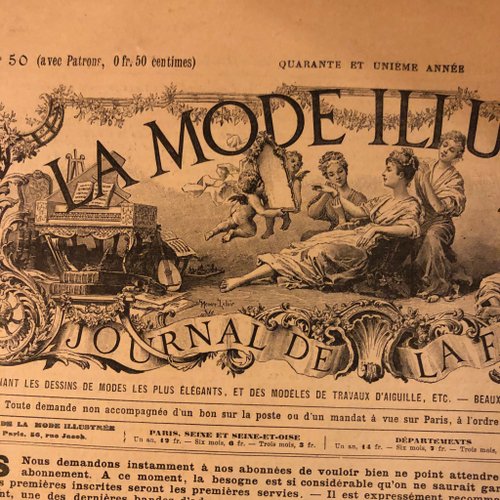 50 (avec Patrons, 0 fr. 50 centimes)
QUARANTE ET UNIÈME ANNÉE
LA MODE ILLU
JOURNAL DE LA F
NANT LES DESSINS DE MODES LES PLUS ÉLÉGANTS, ET DES MODÈLES DE TRAVAUX D'AIGUILLE, ETC. — BEAUX
Toute demande non accompagnée d'un bon sur la poste ou d'un mandat à vue sur Paris, à l'ordre
DE LA MODE ILLUSTRÉE
Paris, 56, rue Jacob.
PARIS, SEINE ET SEINE-ET-OISE
Un an, 12 fr. — Six mois, 6 fr. — Trois mois, 3 fr.
DÉPARTEMENTS
Un an, 14 fr. — Six mois, 7 fr. — Trois mois,
S Nous demandons instamment à nos abonnées de vouloir bien ne point attendr
abonnement. A ce moment, la besogne est si considérable qu'on ne saurait ga
premières inscrites seront les premières servies. — Il est expressément recom